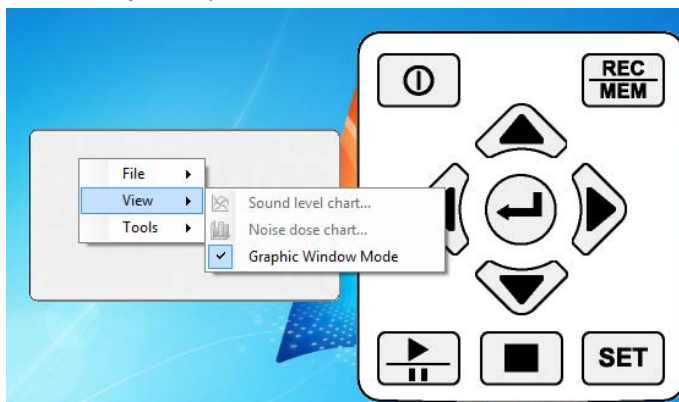 REC
MEM
File
View
Tools
Sound level chart...
Noise dose chart...
Graphic Window Mode
SET